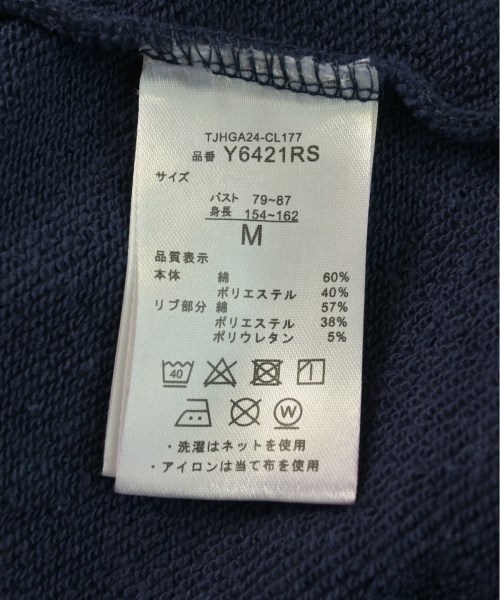 TJHGA24-CL177
品番 Y6421RS
サイズ
バスト 79~87
身長 154~162
M
品質表示
本体 綿 60%
ポリエステル 40%
リブ部分 綿 57%
ポリエステル 38%
ポリウレタン 5%
40
W
・洗濯はネットを使用
・アイロンは当て布を使用